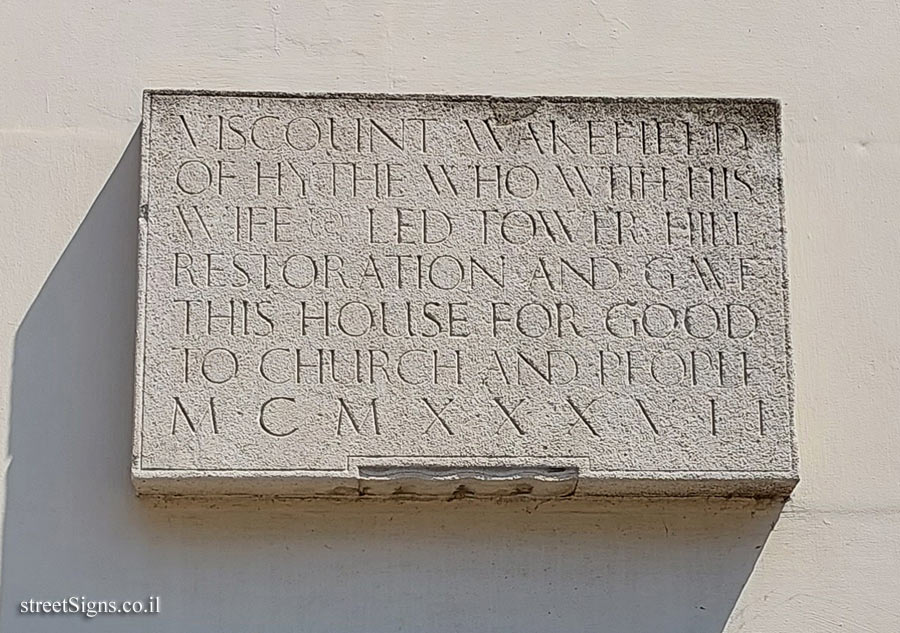 VISCOUNT WAKEFIELD
OF HYTHE WHO WITH HIS
WIFE LED TOWER HILL
RESTORATION AND GAVE
THIS HOUSE FOR GOOD
TO CHURCH AND PEOPLE
MCMXXXVII
streetSigns.co.il